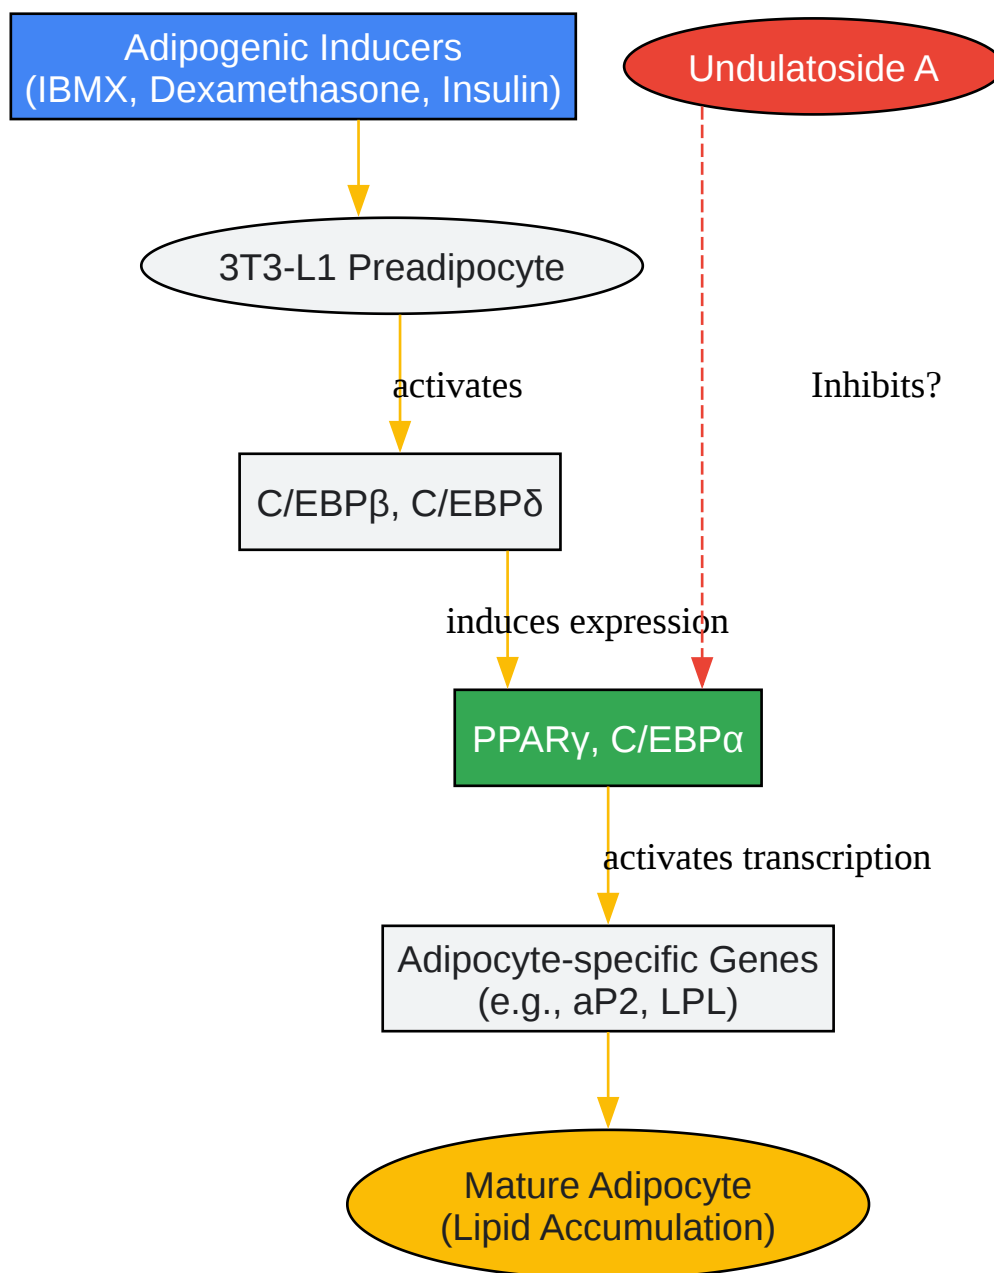 Adipogenic Inducers
(IBMX, Dexamethasone, Insulin)
Undulatoside A
3T3-L1 Preadipocyte
activates
Inhibits?
C/EBPβ, C/EBPδ
induces expression
PPARγ, C/EBPα
activates transcription
Adipocyte-specific Genes
(e.g., aP2, LPL)
Mature Adipocyte
(Lipid Accumulation)